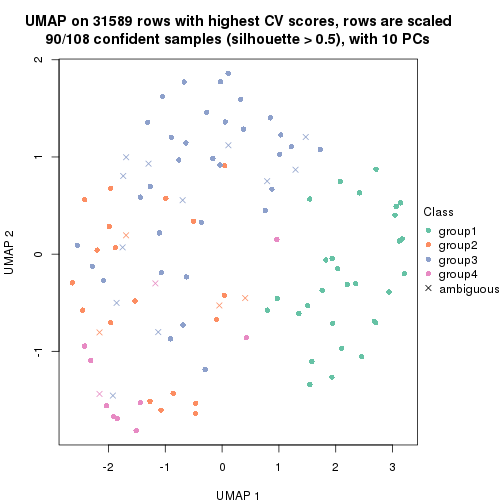 UMAP on 31589 rows with highest CV scores, rows are scaled
90/108 confident samples (silhouette > 0.5), with 10 PCs
2
1
0
-1
UMAP 2
-2
-1
0
1
2
3
UMAP 1
Class
group1
group2
group3
group4
ambiguous